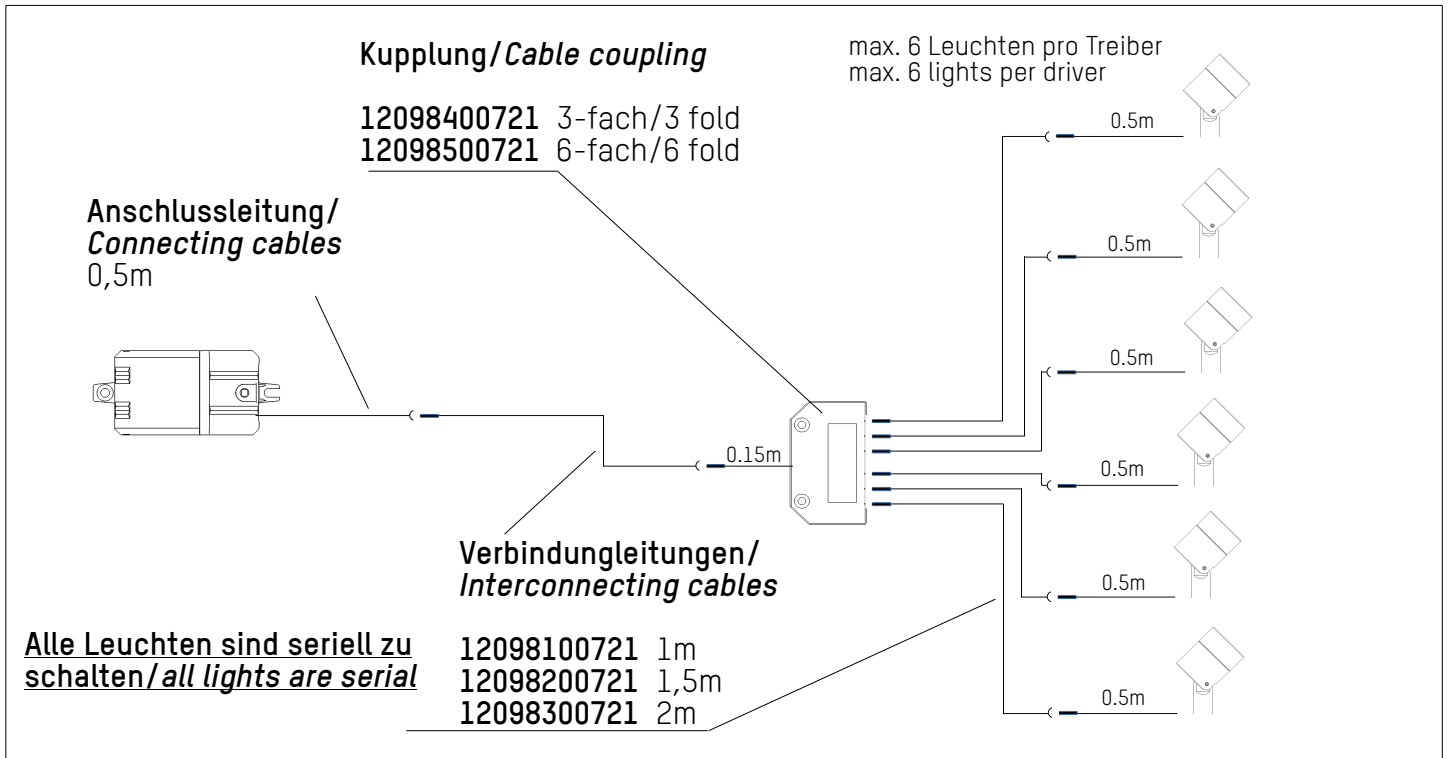 Kupplung/Cable coupling
12098400721 3-fach/3 fold
12098500721 6-fach/6 fold
max. 6 Leuchten pro Treiber
max. 6 lights per driver
Anschlussleitung/
Connecting cables
0,5m
0.5m
0.5m
0.5m
0.15m
0.5m
0.5m
0.5m
Verbindungleitungen/
Interconnecting cables
12098100721 1m
12098200721 1,5m
12098300721 2m
Alle Leuchten sind seriell zu
schalten/all lights are serial